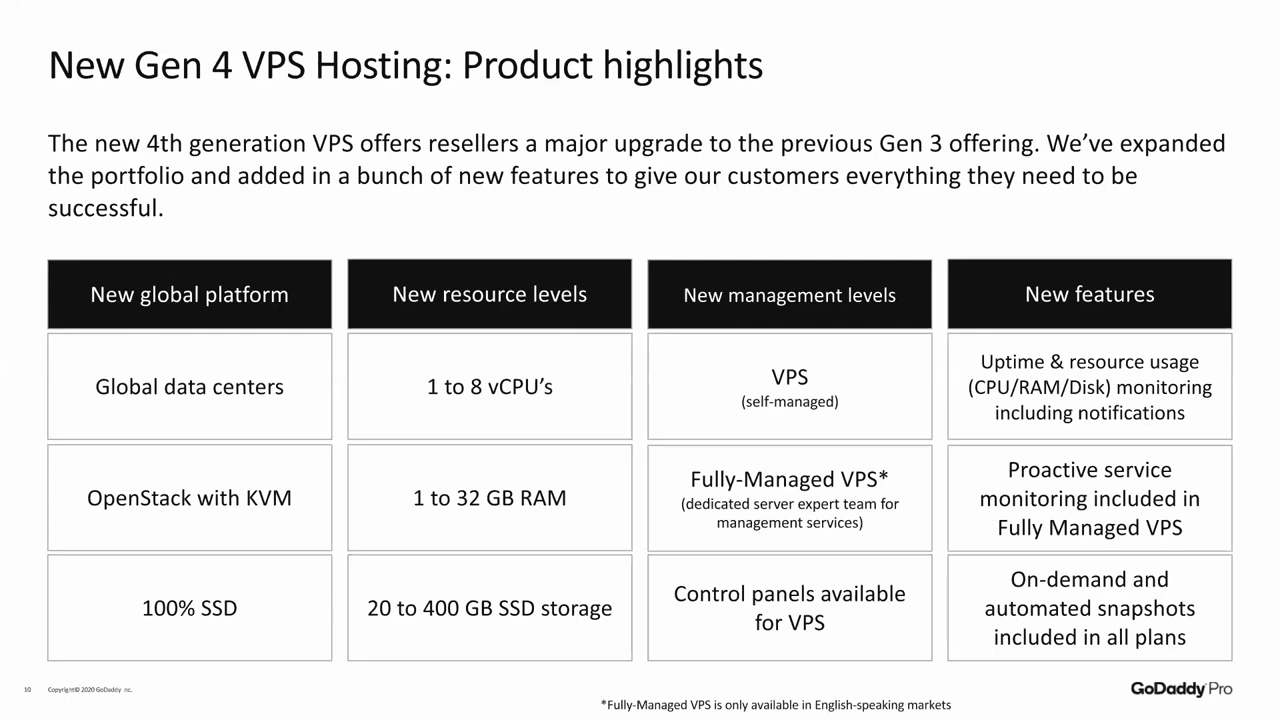 New Gen 4 VPS Hosting: Product highlights
The new 4th generation VPS offers resellers a major upgrade to the previous Gen 3 offering. We've expanded
the portfolio and added in a bunch of new features to give our customers everything they need to be
successful.
New global platform
Global data centers
OpenStack with KVM
100% SSD
New resource levels
1 to 8 vCPU's
1 to 32 GB RAM
20 to 400 GB SSD storage
New management levels
VPS
(self-managed)
Fully-Managed VPS*
(dedicated server expert team for
management services)
Control panels available
for VPS
New features
Uptime & resource usage
(CPU/RAM/Disk) monitoring
including notifications
Proactive service
monitoring included in
Fully Managed VPS
On-demand and
automated snapshots
included in all plans
10 Copyright© 2020 GoDaddy Inc.
*Fully-Managed VPS is only available in English-speaking markets
GoDaddy Pro